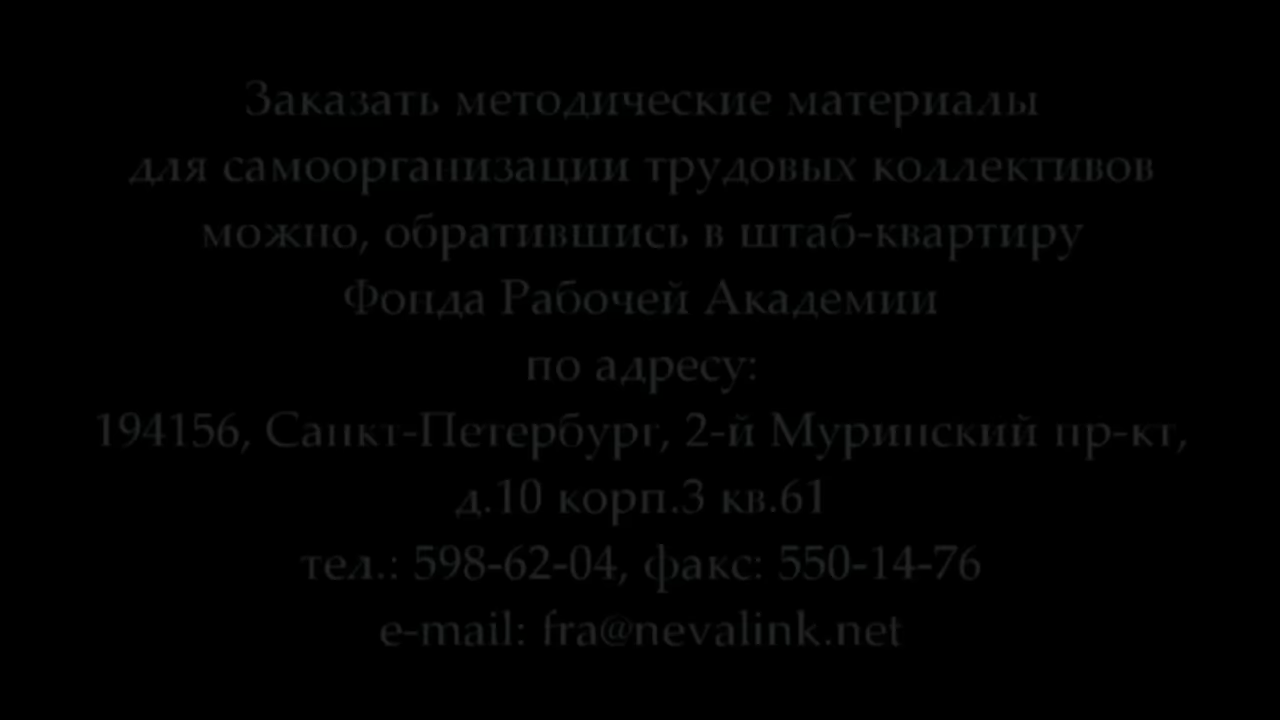 Заказать методические материалы
для самоорганизации трудовых коллективов
можно, обратившись в штаб-квартиру
Фонда Рабочей Академии
по адресу:
194156, Санкт-Петербург, 2-й Муринский пр-кт,
д.10 корп.3 кв.61
тел.: 598-62-04, факс: 550-14-76
e-mail: fra@nevalink.net